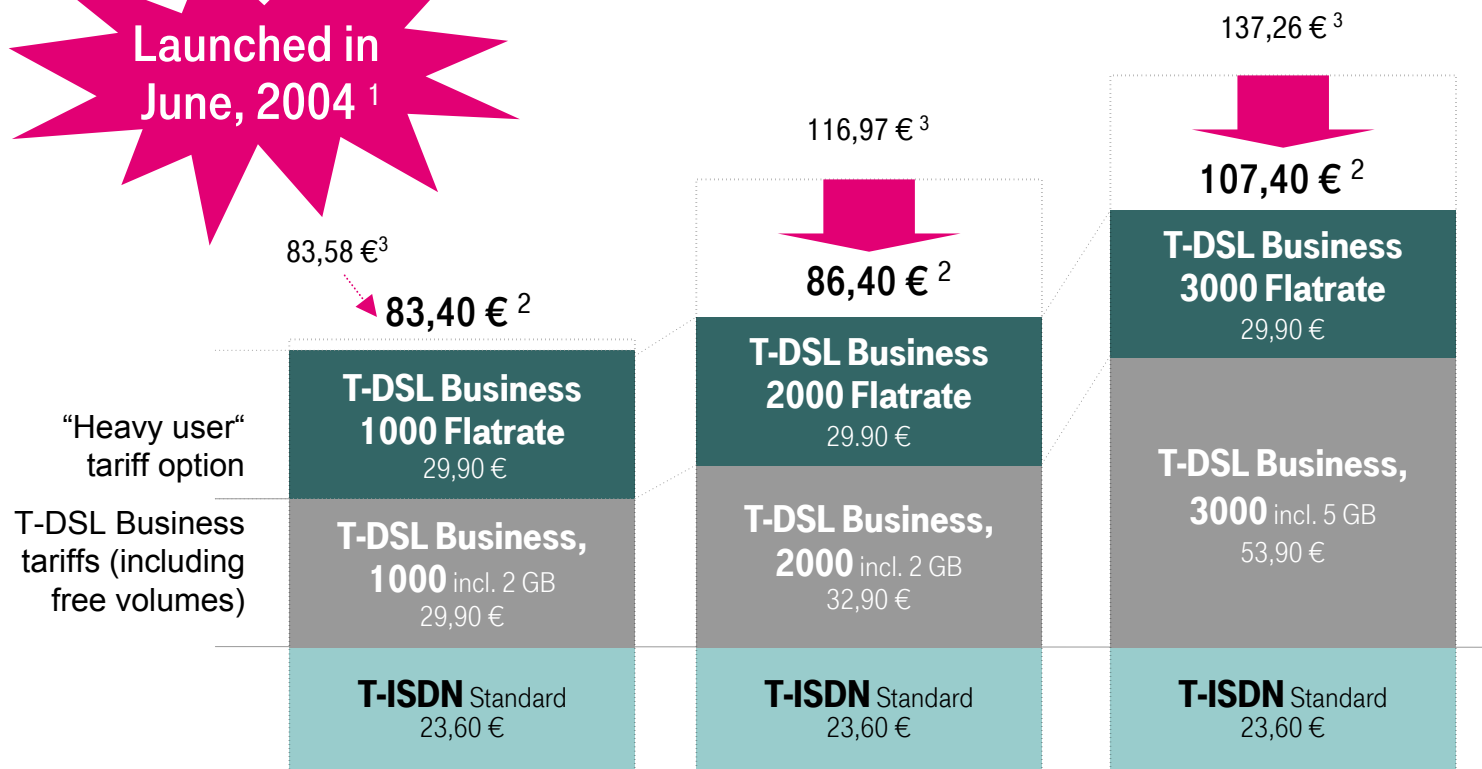 Launched in
June, 2004 1
83,58 €3
83,40 € 2
116,97 € 3
86,40 € 2
137,26 € 3
107,40 € 2
“Heavy user“
tariff option
T-DSL Business
tariffs (including
free volumes)
T-DSL Business
1000 Flatrate
29,90 €
T-DSL Business,
1000 incl. 2 GB
29,90 €
T-ISDN Standard
23,60 €
T-DSL Business
2000 Flatrate
29.90 €
T-DSL Business,
2000 incl. 2 GB
32,90 €
T-ISDN Standard
23,60 €
T-DSL Business
3000 Flatrate
29,90 €
T-DSL Business,
3000 incl. 5 GB
53,90 €
T-ISDN Standard
23,60 €